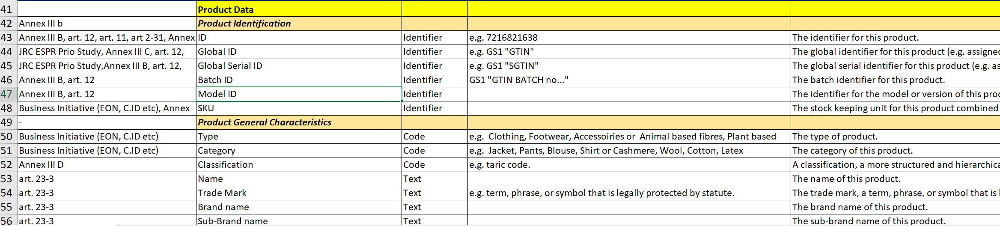 41 Product Data
42 Annex III b Product Identification
43 Annex III B, art. 12, art. 11, art 2-31, Annex ID Identifier e.g. 7216821638 The identifier for this product.
44 JRC ESPR Prio Study, Annex III C, art. 12, Global ID Identifier e.g. GS1 "GTIN" The global identifier for this product (e.g. assigned
45 JRC ESPR Prio Study,Annex III B, art. 12, Global Serial ID Identifier e.g. GS1 "SGTIN" The global serial identifier for this product (e.g. as
46 Annex III B, art. 12 Batch ID Identifier GS1 "GTIN BATCH no..." The batch identifier for this product.
47 Annex III B, art. 12 Model ID Identifier The identifier for the model or version of this prod
48 Business Initiative (EON, C.ID etc), Annex SKU Identifier The stock keeping unit for this product combined
49 - Product General Characteristics
50 Business Initiative (EON, C.ID etc) Type Code e.g. Clothing, Footwear, Accessoiries or Animal based fibres, Plant based The type of product.
51 Business Initiative (EON, C.ID etc) Category Code e.g. Jacket, Pants, Blouse, Shirt or Cashmere, Wool, Cotton, Latex The category of this product.
52 Annex III D Classification Code e.g. taric code. A classification, a more structured and hierarchica
53 art. 23-3 Name Text The name of this product.
54 art. 23-3 Trade Mark Text e.g. term, phrase, or symbol that is legally protected by statute. The trade mark, a term, phrase, or symbol that is
55 art. 23-3 Brand name Text The brand name of this product.
56 art. 23-3 Sub-Brand name Text The sub-brand name of this product.